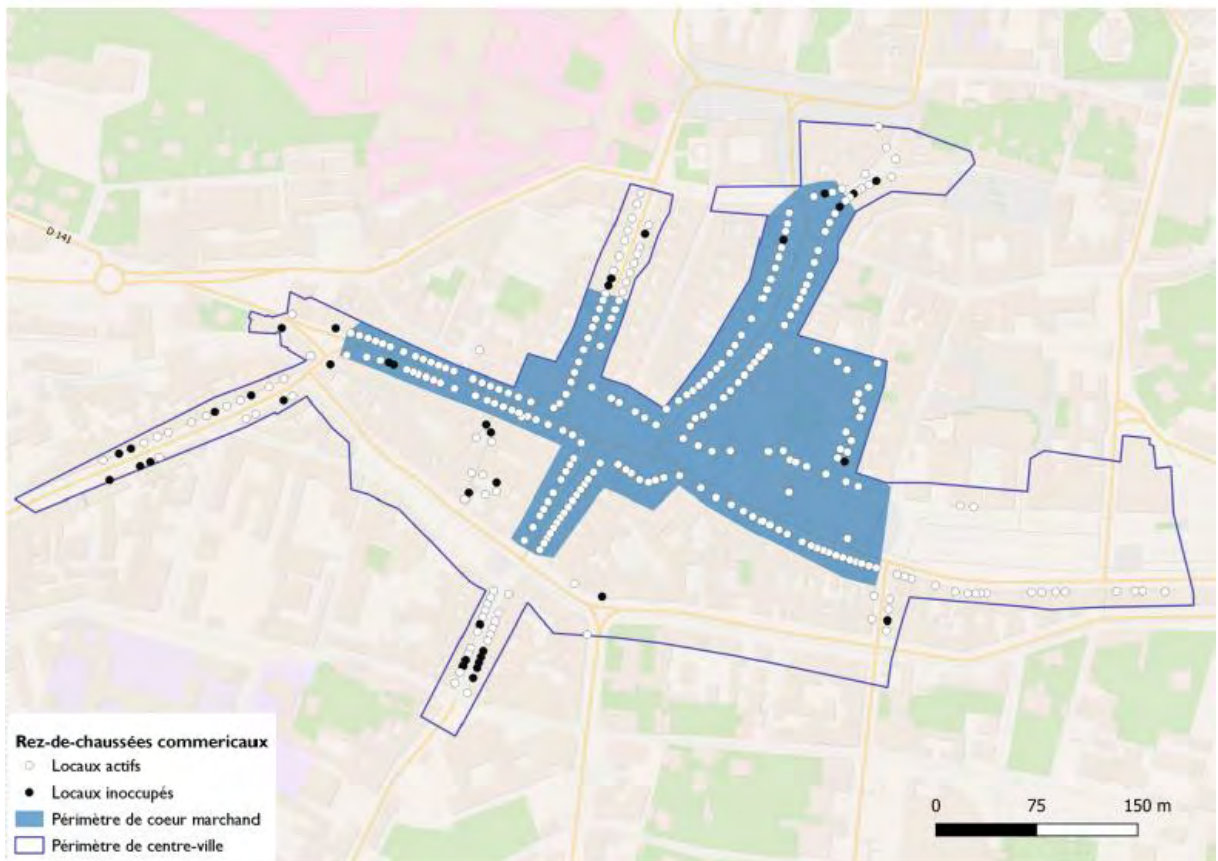 D 141
Rez-de-chaussées commericaux
Locaux actifs
Locaux inoccupés
Périmètre de coeur marchand
Périmètre de centre-ville
0 75 150 m